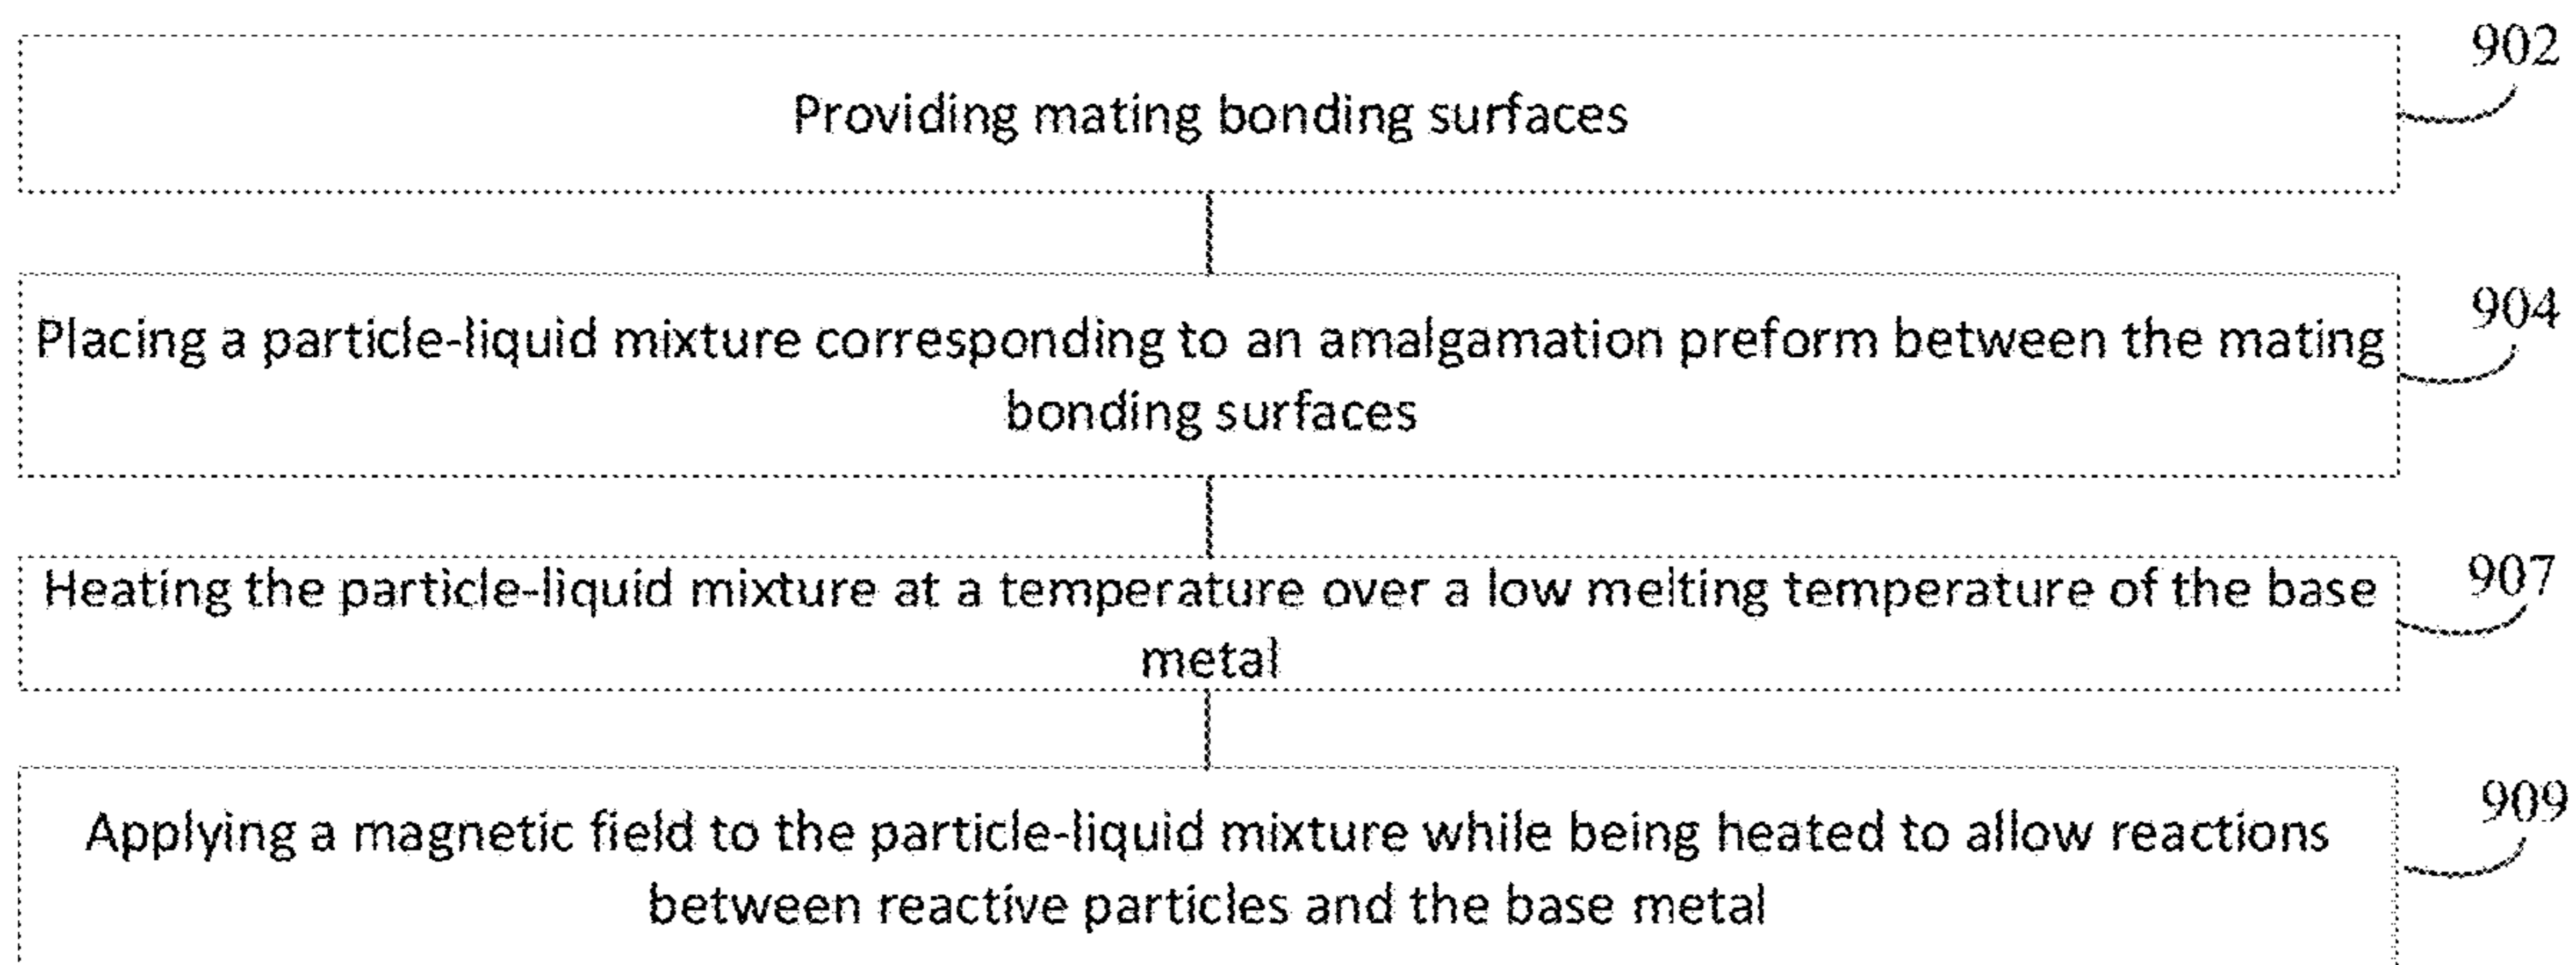 902
Providing mating bonding surfaces
904
Placing a particle-liquid mixture corresponding to an amalgamation preform between the mating
bonding surfaces
907
Heating the particle-liquid mixture at a temperature over a low melting temperature of the base
metal
909
Applying a magnetic field to the particle-liquid mixture while being heated to allow reactions
between reactive particles and the base metal